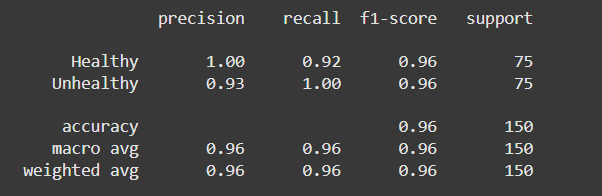 precision recall f1-score support
Healthy 1.00 0.92 0.96 75
Unhealthy 0.93 1.00 0.96 75
accuracy 0.96 150
macro avg 0.96 0.96 0.96 150
weighted avg 0.96 0.96 0.96 150